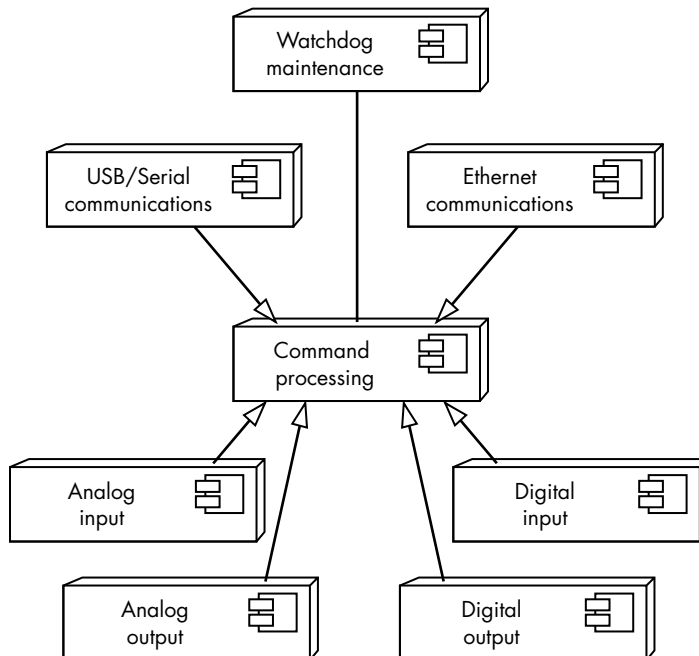 Watchdog
maintenance
USB/Serial
communications
Ethernet
communications
Command
processing
Analog
input
Digital
input
Analog
output
Digital
output